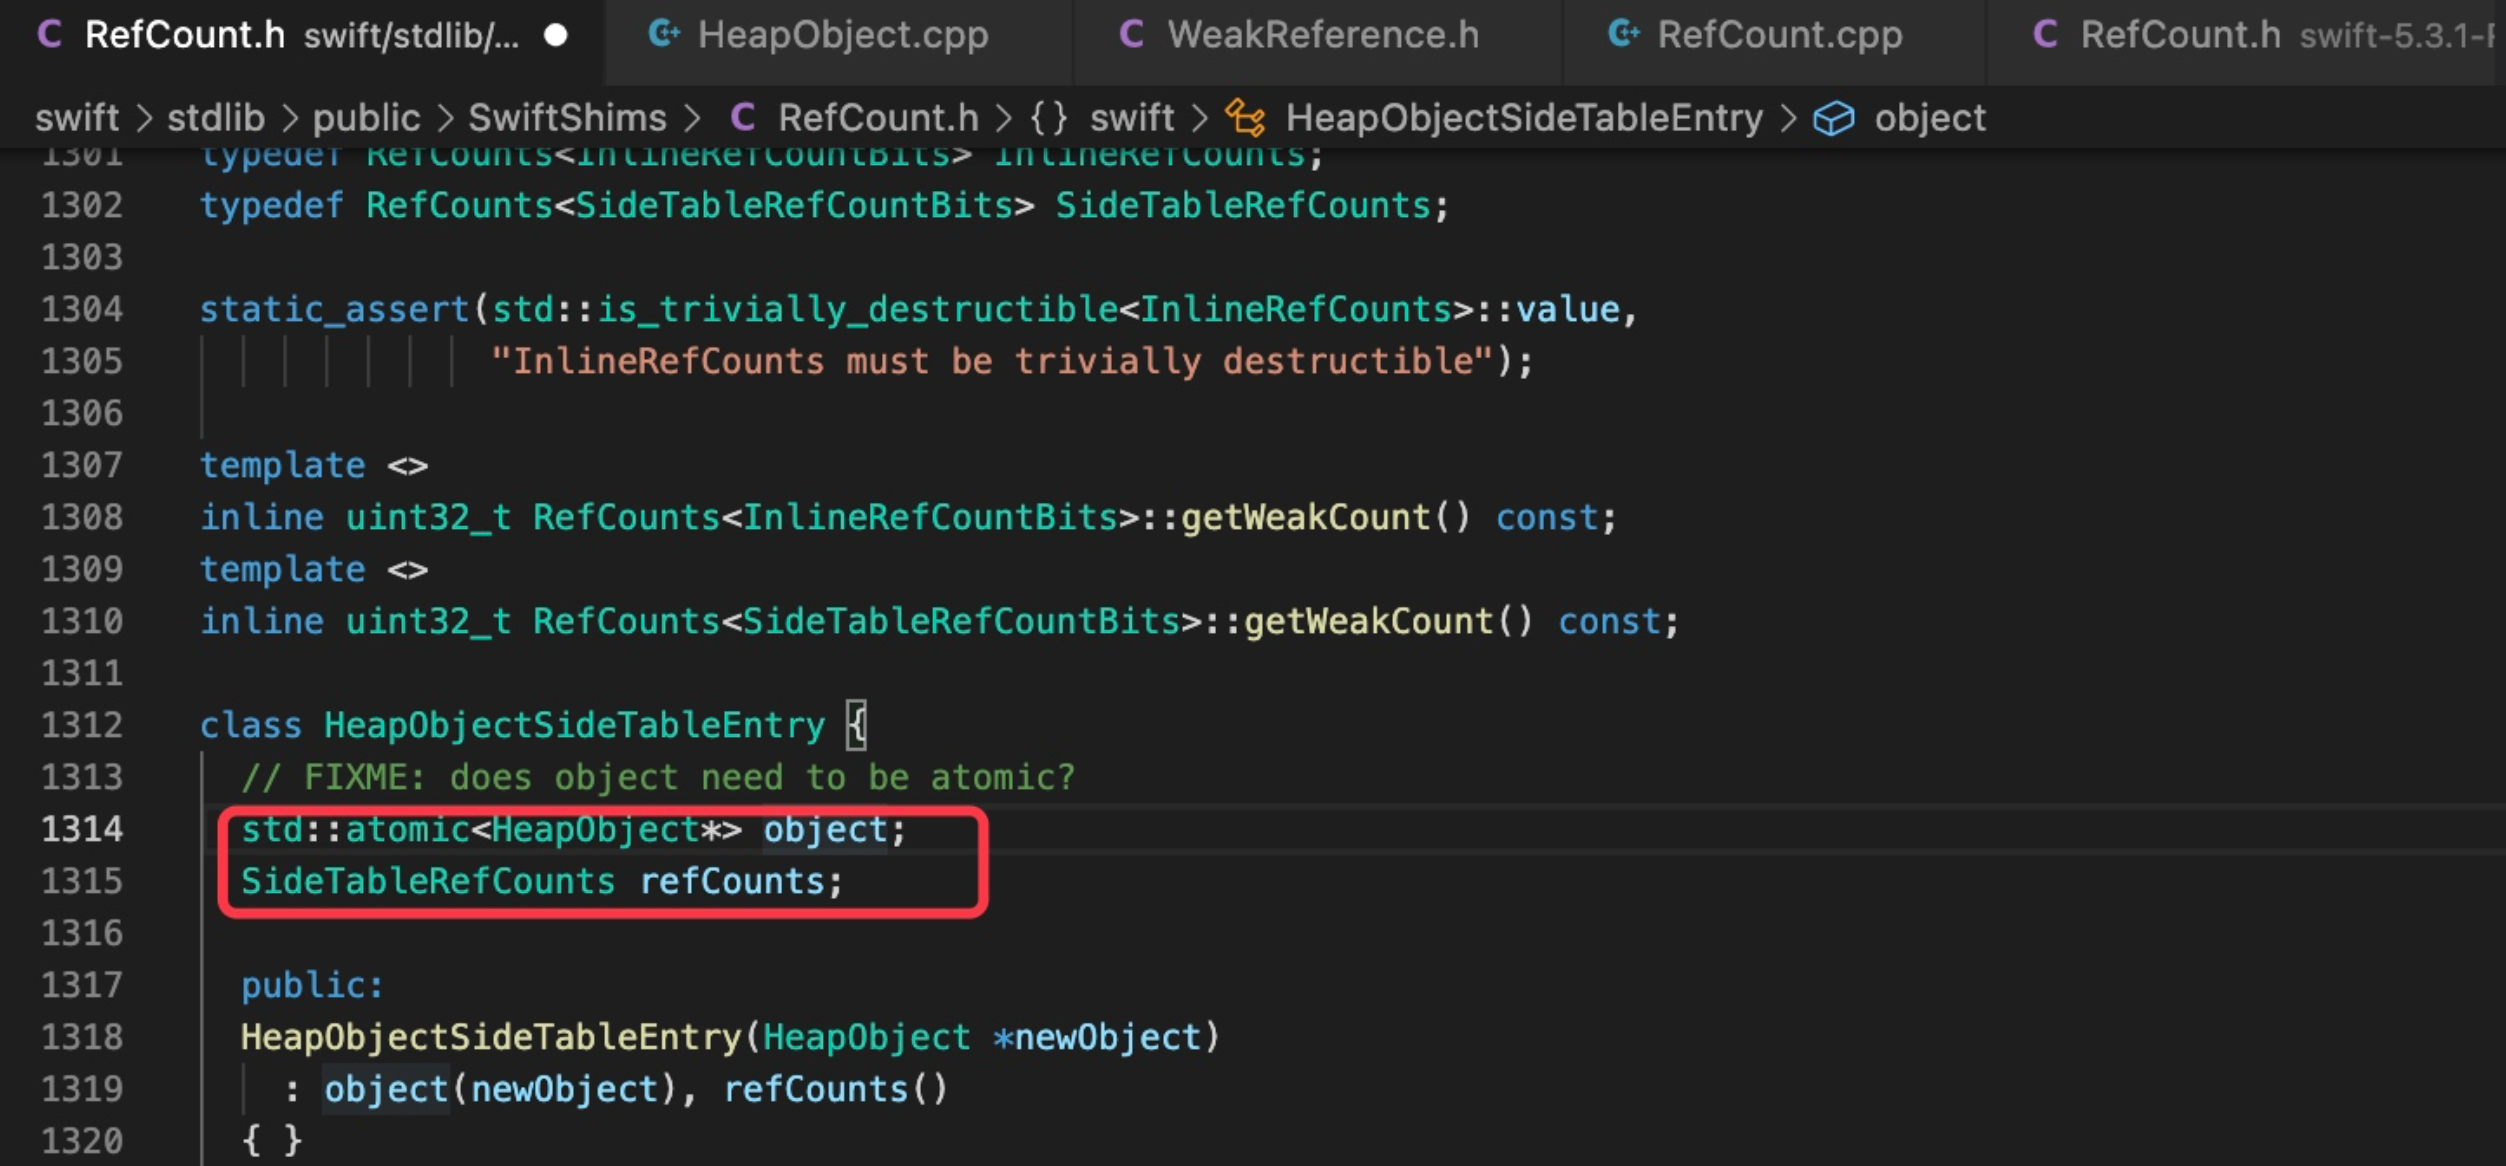 RefCount.h swift/stdlib/... HeapObject.cpp WeakReference.h RefCount.cpp RefCount.h swift-5.3.1-
swift > stdlib > public > SwiftShims > C RefCount.h > {} swift > HeapObjectSideTableEntry > object
1301 typedef RefCounts<InlineRefCountBits> InlineRefCounts;
1302 typedef RefCounts<SideTableRefCountBits> SideTableRefCounts;
1303
1304 static_assert(std::is_trivially_destructible<InlineRefCounts>::value,
1305 "InlineRefCounts must be trivially destructible");
1306
1307 template <>
1308 inline uint32_t RefCounts<InlineRefCountBits>::getWeakCount() const;
1309 template <>
1310 inline uint32_t RefCounts<SideTableRefCountBits>::getWeakCount() const;
1311
1312 class HeapObjectSideTableEntry {
1313 // FIXME: does object need to be atomic?
1314 std::atomic<HeapObject*> object;
1315 SideTableRefCounts refCounts;
1316
1317 public:
1318 HeapObjectSideTableEntry(HeapObject *newObject)
1319 : object(newObject), refCounts()
1320 { }